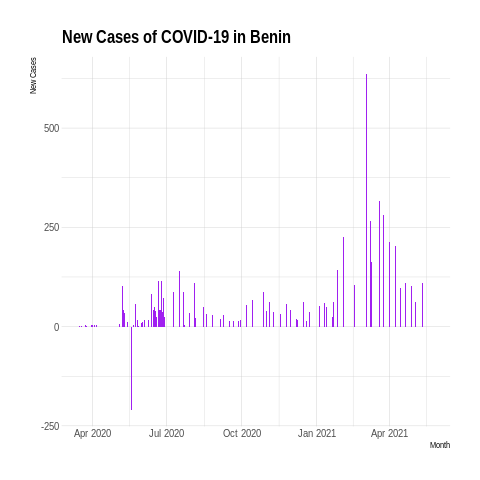 New Cases of COVID-19 in Benin
New Cases
500
250
0
-250
Apr 2020 Jul 2020 Oct 2020 Jan 2021 Apr 2021
Month